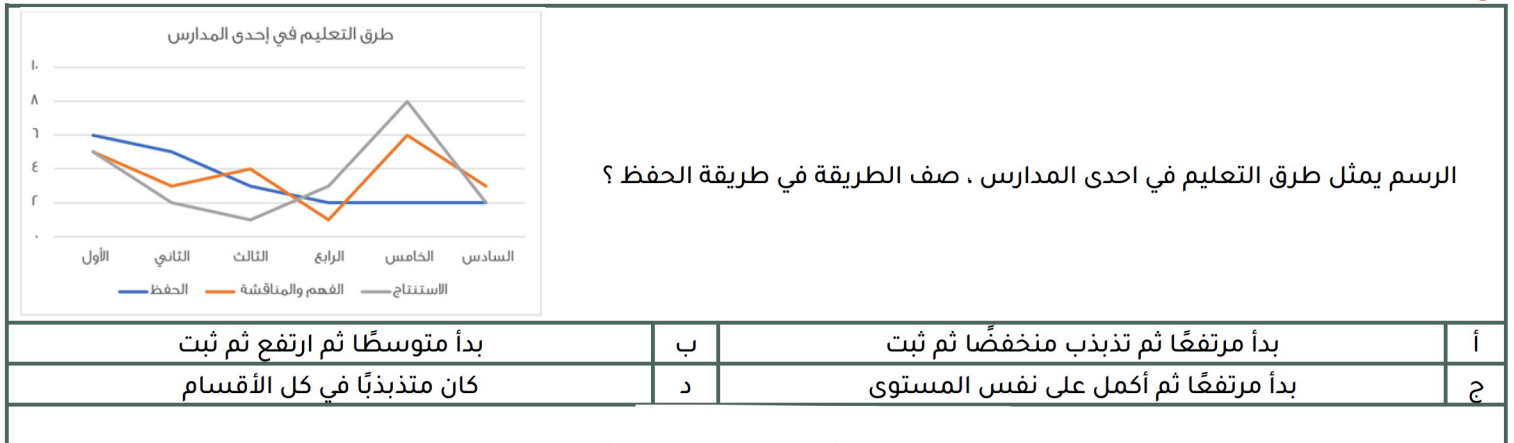 طرق التعليم في إحدى المدارس
١٠
٨
٦
٤
٢
٠
الأول الثاني الثالث الرابع الخامس السادس
الحفظ الفهم والمناقشة الاستنتاج
الرسم يمثل طرق التعليم في احدى المدارس ، صف الطريقة في طريقة الحفظ ؟
أ بدأ مرتفعًا ثم تذبذب منخفضًا ثم ثبت ب بدأ متوسطًا ثم ارتفع ثم ثبت
ج بدأ مرتفعًا ثم أكمل على نفس المستوى د كان متذبذبًا في كل الأقسام